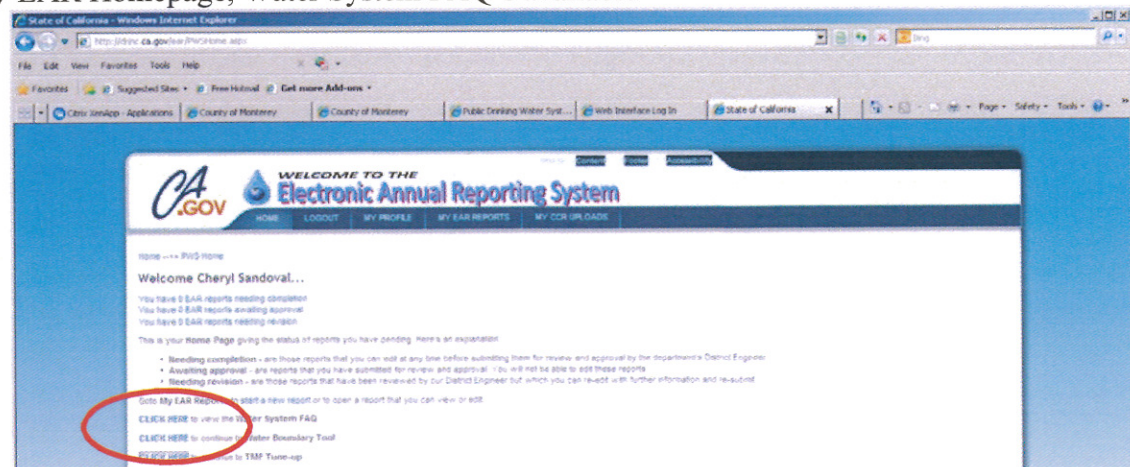 EAR Homepage, Water System FAQ
State of California - Windows Internet Explorer
http://drinc.ca.gov/ear/PWSHome.aspx
Bing
File Edit View Favorites Tools Help
Favorites Suggested Sites Free Hotmail Get more Add-ons
Citrix XenApp - Applications County of Monterey County of Monterey Public Drinking Water Syst... Web Interface Log In State of California x Page Safety Tools
Content Footer Accessibility
CA.GOV
WELCOME TO THE
Electronic Annual Reporting System
HOME LOGOUT MY PROFILE MY EAR REPORTS MY CCR UPLOADS
Home ---> PWS Home
Welcome Cheryl Sandoval...
You have 0 EAR reports needing completion
You have 0 EAR reports awaiting approval
You have 0 EAR reports needing revision
This is your Home Page giving the status of reports you have pending. Here's an explanation
• Needing completion - are those reports that you can edit at any time before submitting them for review and approval by the department's District Engineer
• Awaiting approval - are reports that you have submitted for review and approval. You will not be able to edit these reports
• Needing revision - are those reports that have been reviewed by our District Engineer but which you can re-edit with further information and re-submit
Goto My EAR Reports to start a new report or to open a report that you can view or edit
CLICK HERE to view the Water System FAQ
CLICK HERE to continue to Water Boundary Tool
CLICK HERE to continue to TMF Tune-up